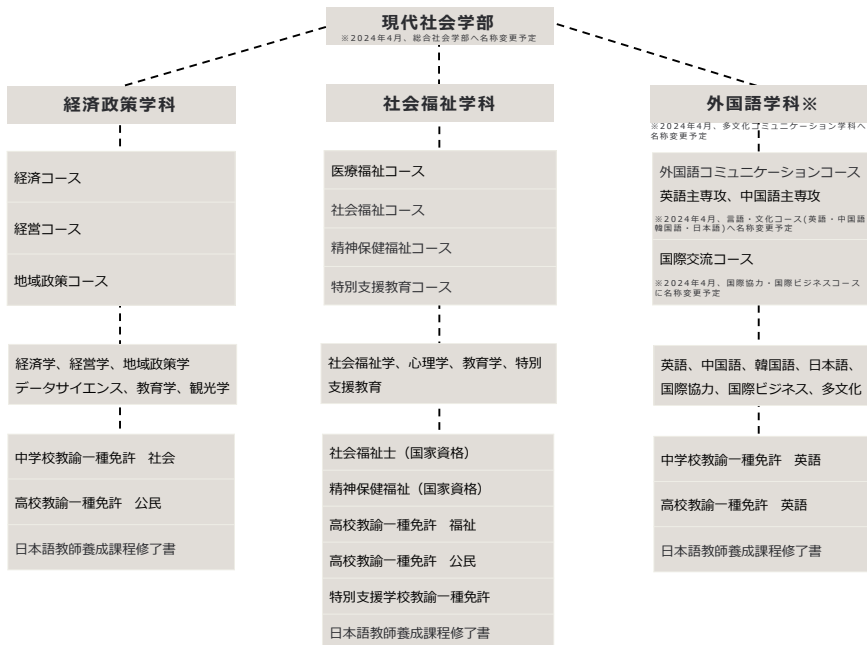 現代社会学部
※2024年4月、総合社会学部へ名称変更予定
経済政策学科
経済コース
経営コース
地域政策コース
経済学、経営学、地域政策学
データサイエンス、教育学、観光学
中学校教諭一種免許　社会
高校教諭一種免許　公民
日本語教師養成課程修了書
社会福祉学科
医療福祉コース
社会福祉コース
精神保健福祉コース
特別支援教育コース
社会福祉学、心理学、教育学、特別
支援教育
社会福祉士（国家資格）
精神保健福祉（国家資格）
高校教諭一種免許　福祉
高校教諭一種免許　公民
特別支援学校教諭一種免許
日本語教師養成課程修了書
外国語学科※
※2024年4月、多文化コミュニケーション学科へ
名称変更予定
外国語コミュニケーションコース
英語主専攻、中国語主専攻
※2024年4月、言語・文化コース(英語・中国語
韓国語・日本語)へ名称変更予定
国際交流コース
※2024年4月、国際協力・国際ビジネスコース
に名称変更予定
英語、中国語、韓国語、日本語、
国際協力、国際ビジネス、多文化
中学校教諭一種免許　英語
高校教諭一種免許　英語
日本語教師養成課程修了書